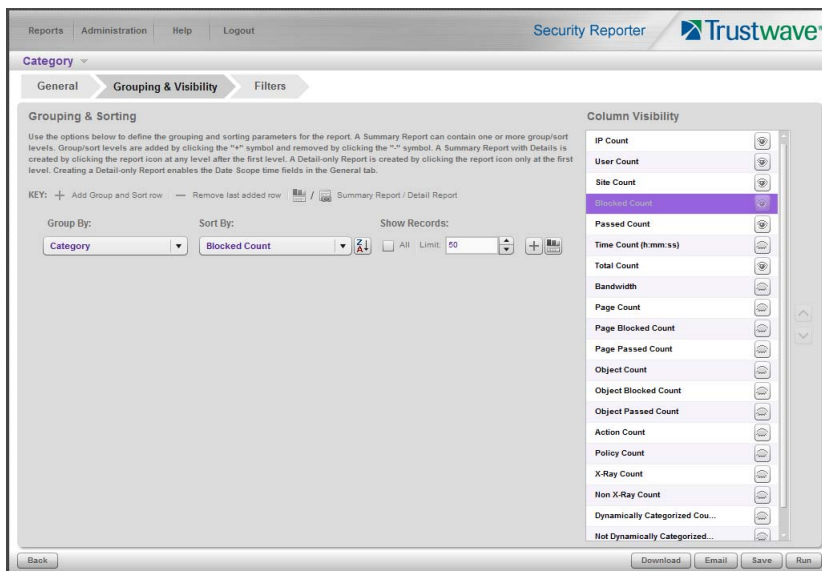 Reports Administration Help Logout
Security Reporter
Trustwave
Category
General Grouping & Visibility Filters
Grouping & Sorting
Use the options below to define the grouping and sorting parameters for the report. A Summary Report can contain one or more group/sort
levels. Group/sort levels are added by clicking the "+" symbol and removed by clicking the "-" symbol. A Summary Report with Details is
created by clicking the report icon at any level after the first level. A Detail-only Report is created by clicking the report icon only at the first
level. Creating a Detail-only Report enables the Date Scope time fields in the General tab.
KEY: + Add Group and Sort row — Remove last added row / Summary Report / Detail Report
Group By: Sort By: Show Records:
Category Blocked Count All Limit: 50
Column Visibility
IP Count
User Count
Site Count
Blocked Count
Passed Count
Time Count (h:mm:ss)
Total Count
Bandwidth
Page Count
Page Blocked Count
Page Passed Count
Object Count
Object Blocked Count
Object Passed Count
Action Count
Policy Count
X-Ray Count
Non X-Ray Count
Dynamically Categorized Cou...
Not Dynamically Categorized...
Back Download Email Save Run